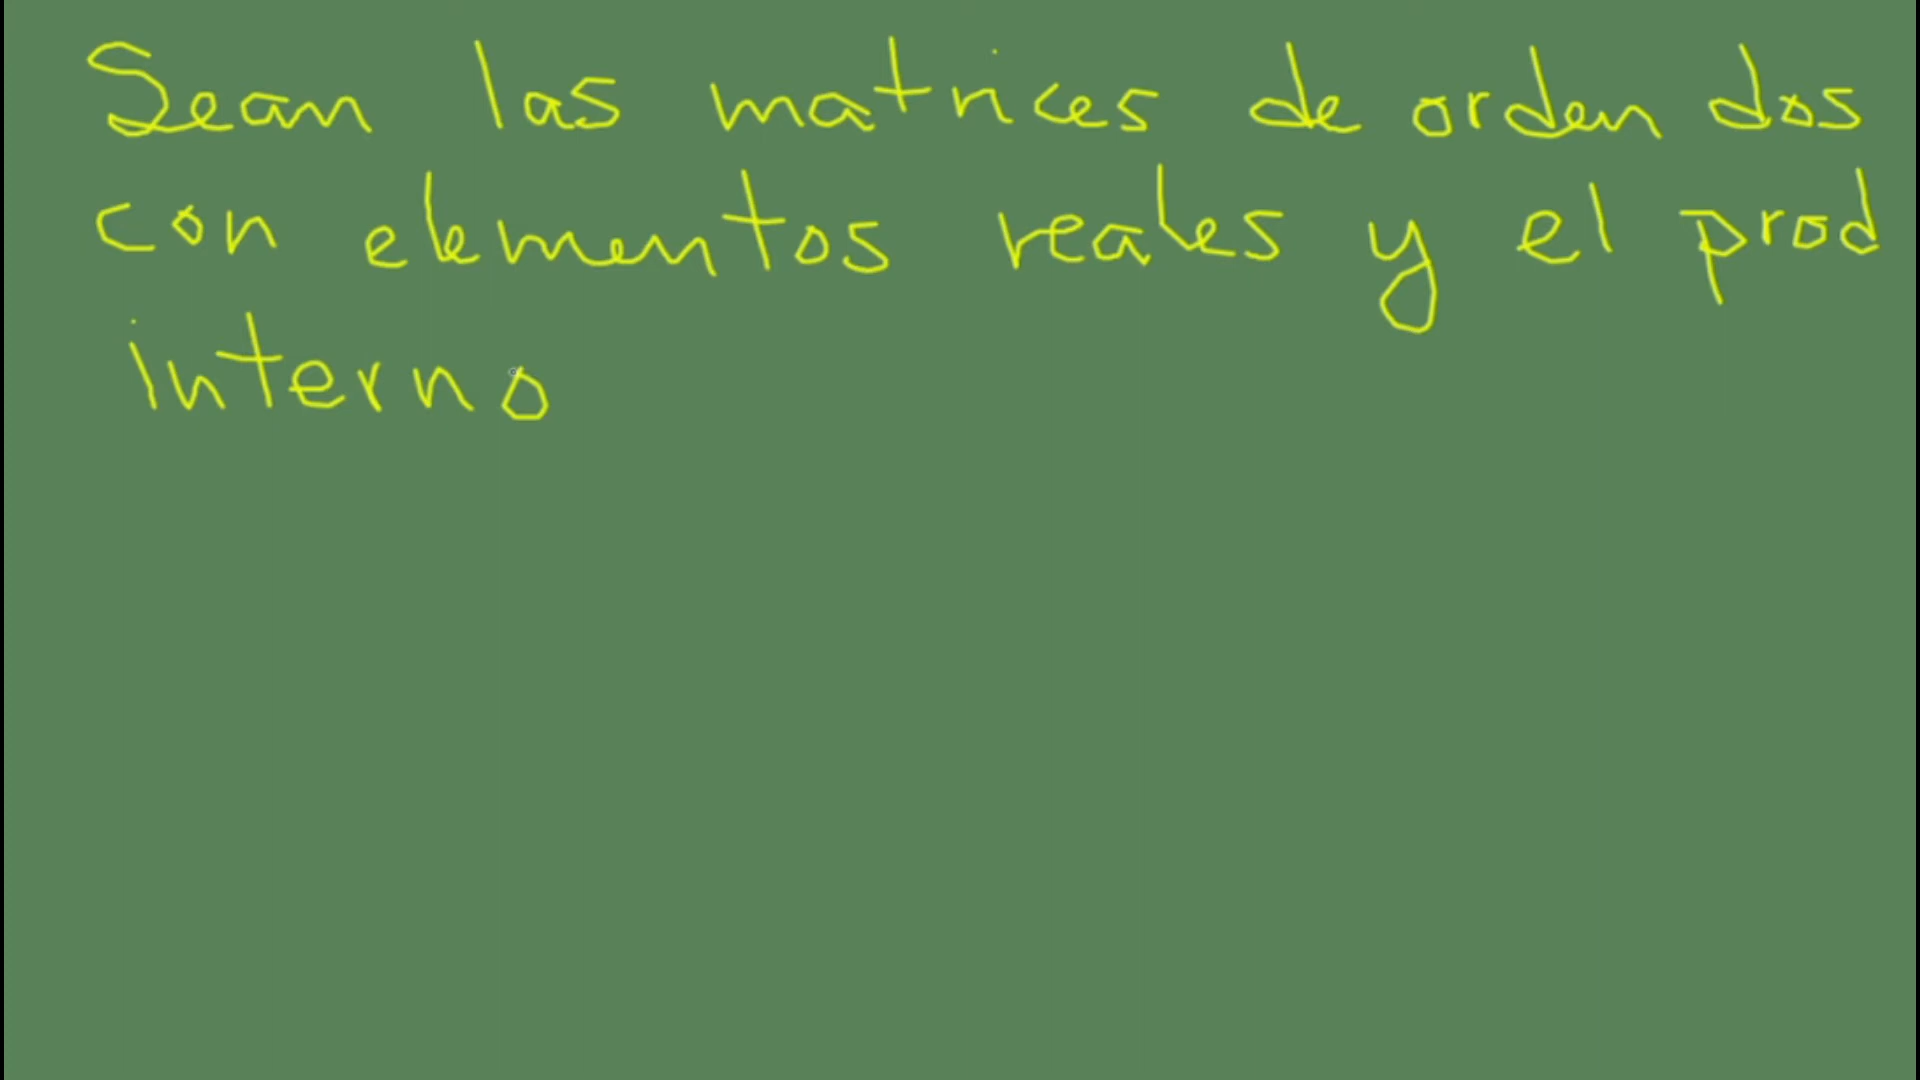 Sean las matrices de orden dos
con elementos reales y el prod
interno